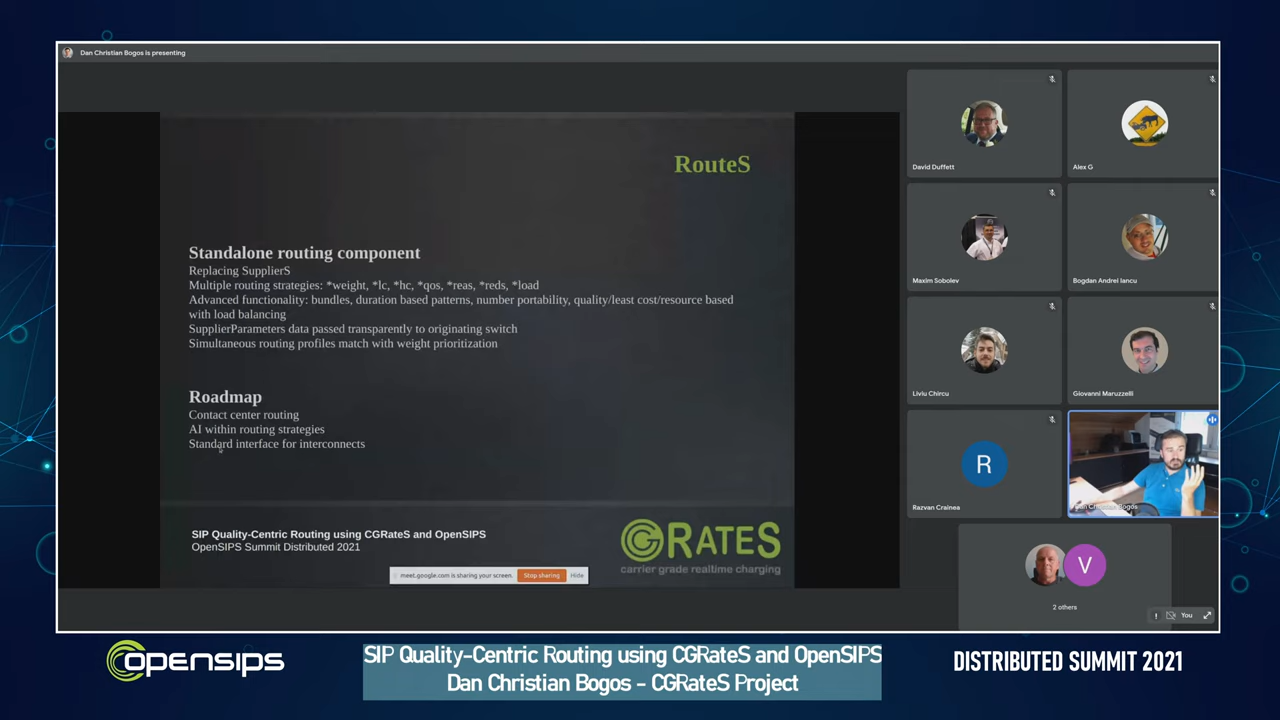 Dan Christian Bogos is presenting
RouteS
Standalone routing component
Replacing SupplierS
Multiple routing strategies: *weight, *lc, *hc, *qos, *reas, *reds, *load
Advanced functionality: bundles, duration based patterns, number portability, quality/least cost/resource based
with load balancing
SupplierParameters data passed transparently to originating switch
Simultaneous routing profiles match with weight prioritization
Roadmap
Contact center routing
AI within routing strategies
Standard interface for interconnects
SIP Quality-Centric Routing using CGRateS and OpenSIPS
OpenSIPS Summit Distributed 2021
CGRATES
carrier grade realtime charging
meet.google.com is sharing your screen.
Stop sharing
Hide
David Duffett
Alex G
Maxim Sobolev
Bogdan Andrei Iancu
Liviu Chircu
Giovanni Maruzzelli
R
Razvan Crainea
Dan Christian Bogos
V
2 others
You
opensips
SIP Quality-Centric Routing using CGRateS and OpenSIPS
Dan Christian Bogos - CGRateS Project
DISTRIBUTED SUMMIT 2021